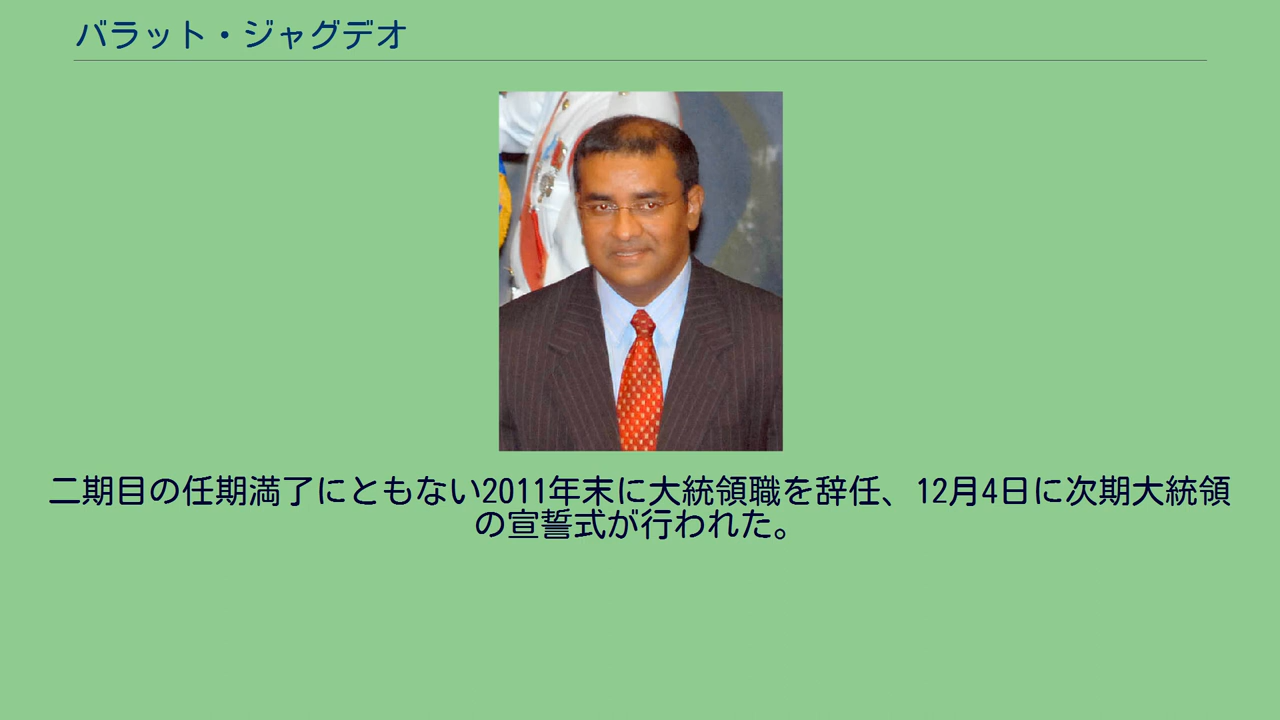 バラット・ジャグデオ
二期目の任期満了にともない2011年末に大統領職を辞任、12月4日に次期大統領
の宣誓式が行われた。